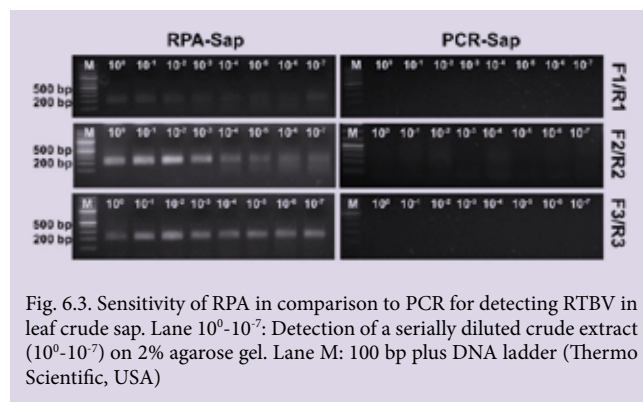 RPA-Sap PCR-Sap
M 10⁰ 10⁻¹ 10⁻² 10⁻³ 10⁻⁴ 10⁻⁵ 10⁻⁶ 10⁻⁷ M 10⁰ 10⁻¹ 10⁻² 10⁻³ 10⁻⁴ 10⁻⁵ 10⁻⁶ 10⁻⁷ F1/R1
500 bp
200 bp
M 10⁰ 10⁻¹ 10⁻² 10⁻³ 10⁻⁴ 10⁻⁵ 10⁻⁶ 10⁻⁷ M 10⁰ 10⁻¹ 10⁻² 10⁻³ 10⁻⁴ 10⁻⁵ 10⁻⁶ 10⁻⁷ F2/R2
500 bp
200 bp
M 10⁰ 10⁻¹ 10⁻² 10⁻³ 10⁻⁴ 10⁻⁵ 10⁻⁶ 10⁻⁷ M 10⁰ 10⁻¹ 10⁻² 10⁻³ 10⁻⁴ 10⁻⁵ 10⁻⁶ 10⁻⁷ F3/R3
500 bp
200 bp
Fig. 6.3. Sensitivity of RPA in comparison to PCR for detecting RTBV in
leaf crude sap. Lane 10⁰-10⁻⁷: Detection of a serially diluted crude extract
(10⁰-10⁻⁷) on 2% agarose gel. Lane M: 100 bp plus DNA ladder (Thermo
Scientific, USA)